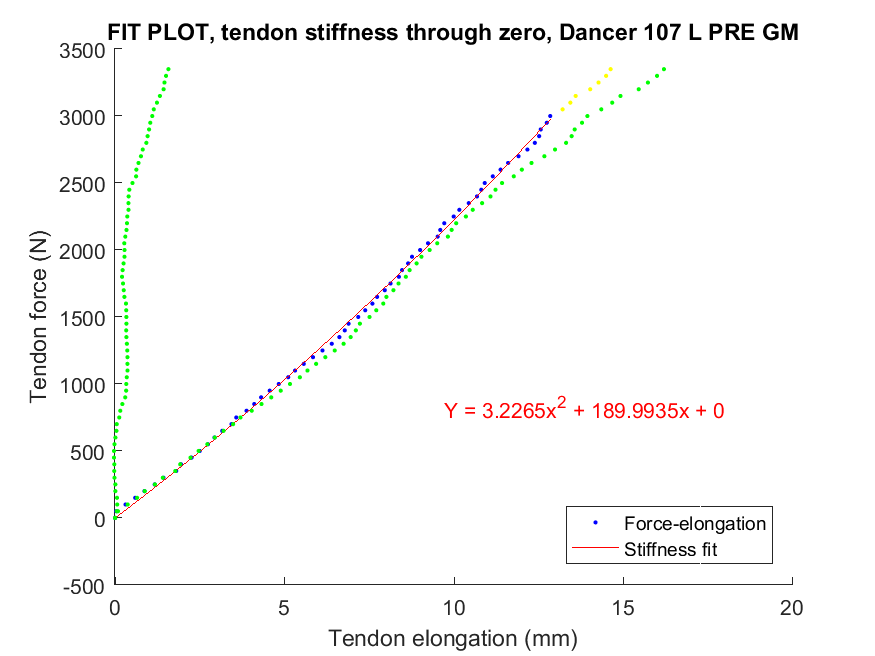 FIT PLOT, tendon stiffness through zero, Dancer 107 L PRE GM
3500
3000
2500
2000
1500
1000
500
0
-500
Tendon force (N)
Y = 3.2265x² + 189.9935x + 0
Force-elongation
Stiffness fit
0 5 10 15 20
Tendon elongation (mm)